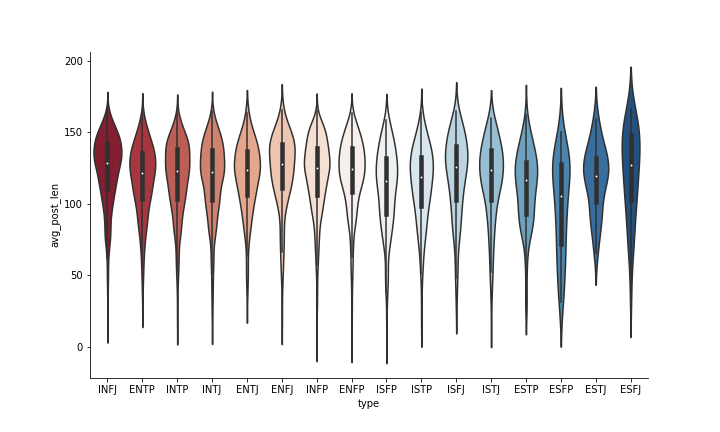 200
150
100
50
0
avg_post_len
INFJ ENTP INTP INTJ ENTJ ENFJ INFP ENFP ISFP ISTP ISFJ ISTJ ESTP ESFP ESTJ ESFJ
type